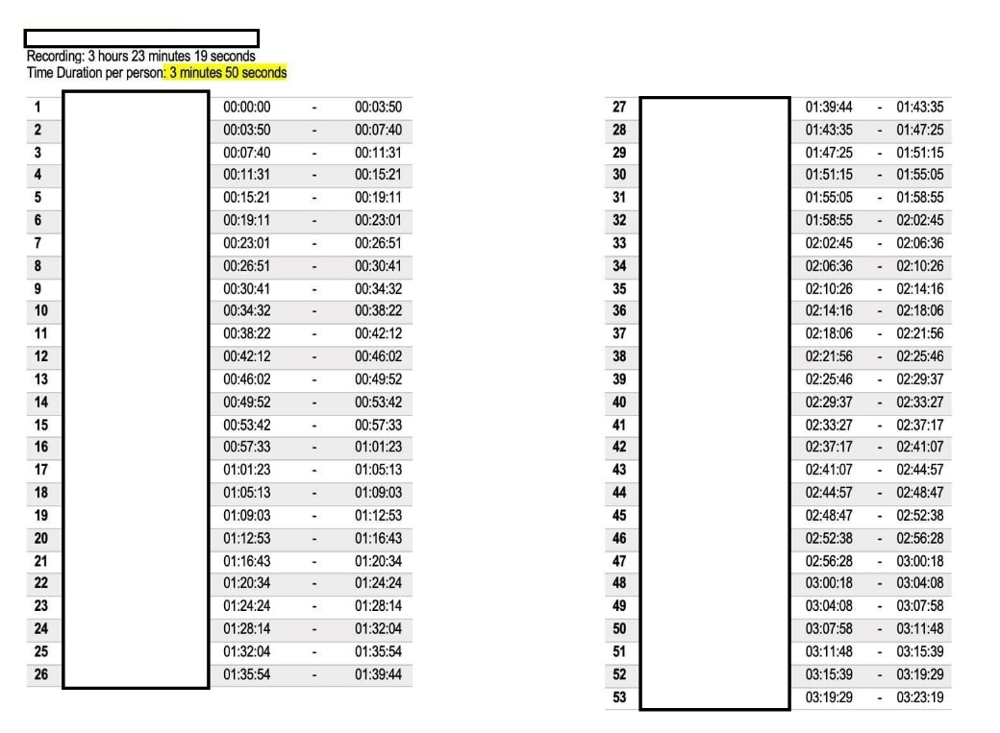 Recording: 3 hours 23 minutes 19 seconds
Time Duration per person: 3 minutes 50 seconds
1 00:00:00 - 00:03:50
2 00:03:50 - 00:07:40
3 00:07:40 - 00:11:31
4 00:11:31 - 00:15:21
5 00:15:21 - 00:19:11
6 00:19:11 - 00:23:01
7 00:23:01 - 00:26:51
8 00:26:51 - 00:30:41
9 00:30:41 - 00:34:32
10 00:34:32 - 00:38:22
11 00:38:22 - 00:42:12
12 00:42:12 - 00:46:02
13 00:46:02 - 00:49:52
14 00:49:52 - 00:53:42
15 00:53:42 - 00:57:33
16 00:57:33 - 01:01:23
17 01:01:23 - 01:05:13
18 01:05:13 - 01:09:03
19 01:09:03 - 01:12:53
20 01:12:53 - 01:16:43
21 01:16:43 - 01:20:34
22 01:20:34 - 01:24:24
23 01:24:24 - 01:28:14
24 01:28:14 - 01:32:04
25 01:32:04 - 01:35:54
26 01:35:54 - 01:39:44
27 01:39:44 - 01:43:35
28 01:43:35 - 01:47:25
29 01:47:25 - 01:51:15
30 01:51:15 - 01:55:05
31 01:55:05 - 01:58:55
32 01:58:55 - 02:02:45
33 02:02:45 - 02:06:36
34 02:06:36 - 02:10:26
35 02:10:26 - 02:14:16
36 02:14:16 - 02:18:06
37 02:18:06 - 02:21:56
38 02:21:56 - 02:25:46
39 02:25:46 - 02:29:37
40 02:29:37 - 02:33:27
41 02:33:27 - 02:37:17
42 02:37:17 - 02:41:07
43 02:41:07 - 02:44:57
44 02:44:57 - 02:48:47
45 02:48:47 - 02:52:38
46 02:52:38 - 02:56:28
47 02:56:28 - 03:00:18
48 03:00:18 - 03:04:08
49 03:04:08 - 03:07:58
50 03:07:58 - 03:11:48
51 03:11:48 - 03:15:39
52 03:15:39 - 03:19:29
53 03:19:29 - 03:23:19